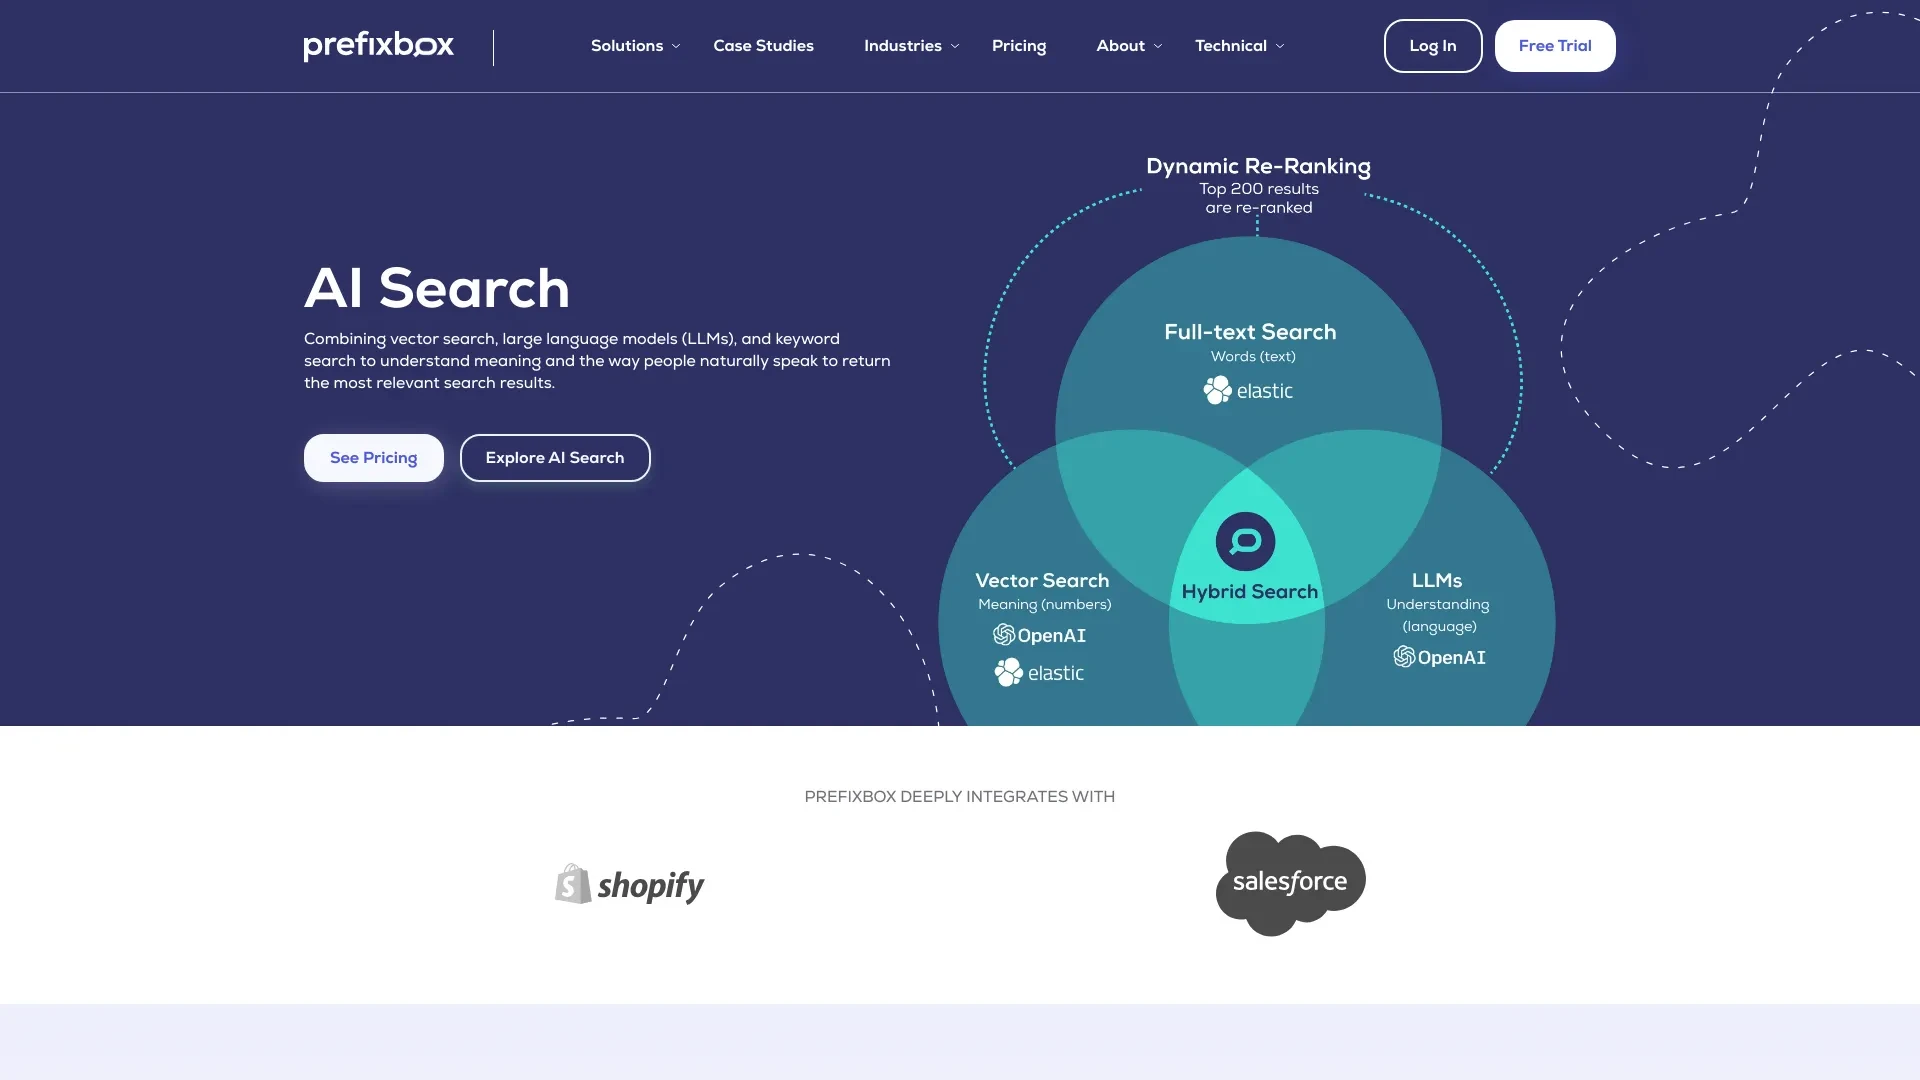 prefixbox
Solutions
Case Studies
Industries
Pricing
About
Technical
Log In
Free Trial
AI Search
Combining vector search, large language models (LLMs), and keyword
search to understand meaning and the way people naturally speak to return
the most relevant search results.
See Pricing
Explore AI Search
Dynamic Re-Ranking
Top 200 results
are re-ranked
Full-text Search
Words (text)
elastic
Hybrid Search
Vector Search
Meaning (numbers)
OpenAI
elastic
LLMs
Understanding
(language)
OpenAI
PREFIXBOX DEEPLY INTEGRATES WITH
shopify
salesforce